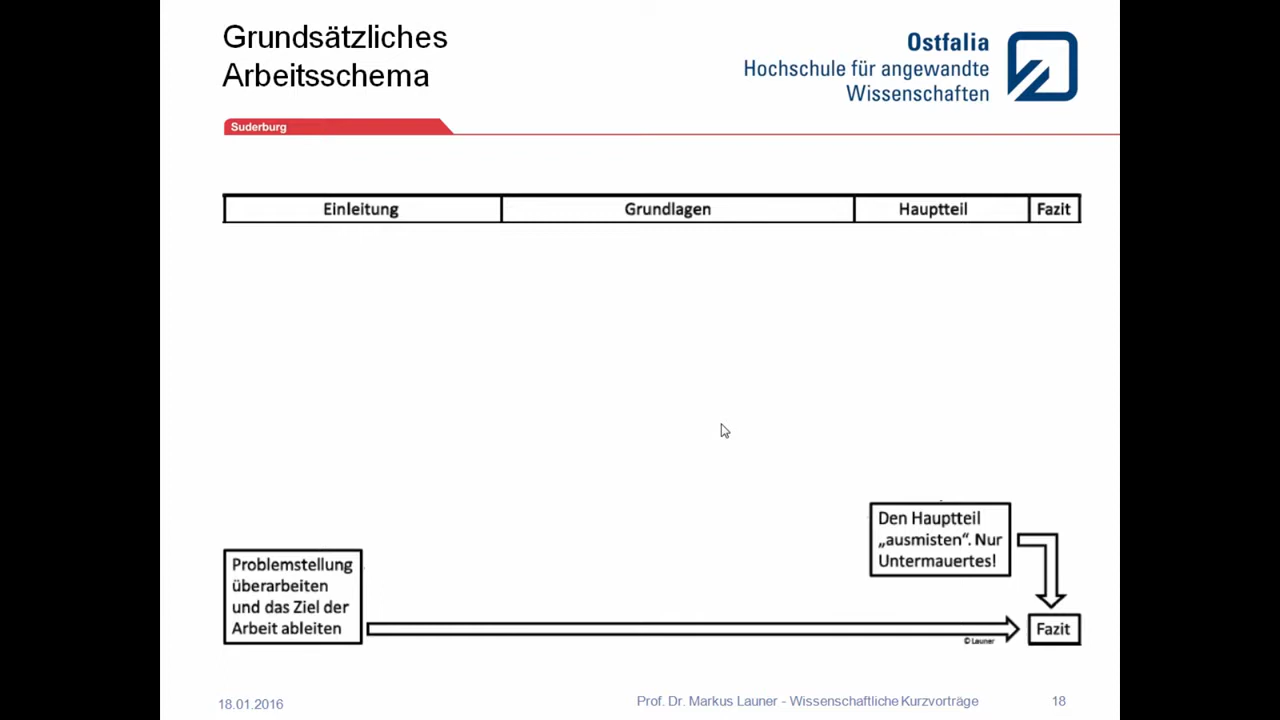 Grundsätzliches
Arbeitsschema
Ostfalia
Hochschule für angewandte
Wissenschaften
Suderburg
Einleitung Grundlagen Hauptteil Fazit
Den Hauptteil
„ausmisten“. Nur
Untermauertes!
Problemstellung
überarbeiten
und das Ziel der
Arbeit ableiten
Fazit
© Launer
18.01.2016 Prof. Dr. Markus Launer - Wissenschaftliche Kurzvorträge 18